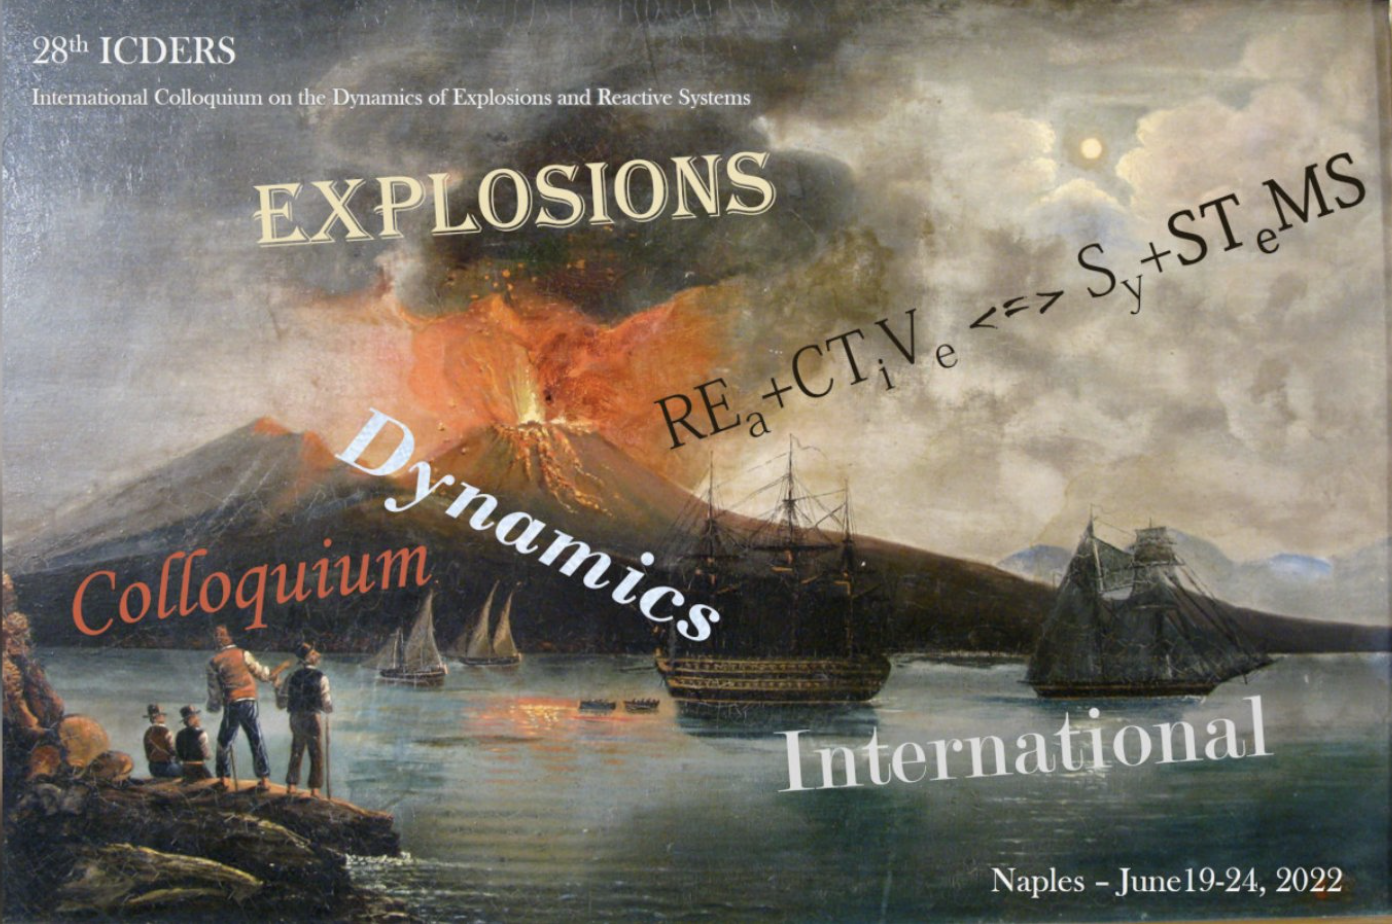 28th ICDERS
International Colloquium on the Dynamics of Explosions and Reactive Systems
EXPLOSIONS
REa+CTiVe <=> Sy+STeMS
Dynamics
Colloquium
International
Naples – June19-24, 2022